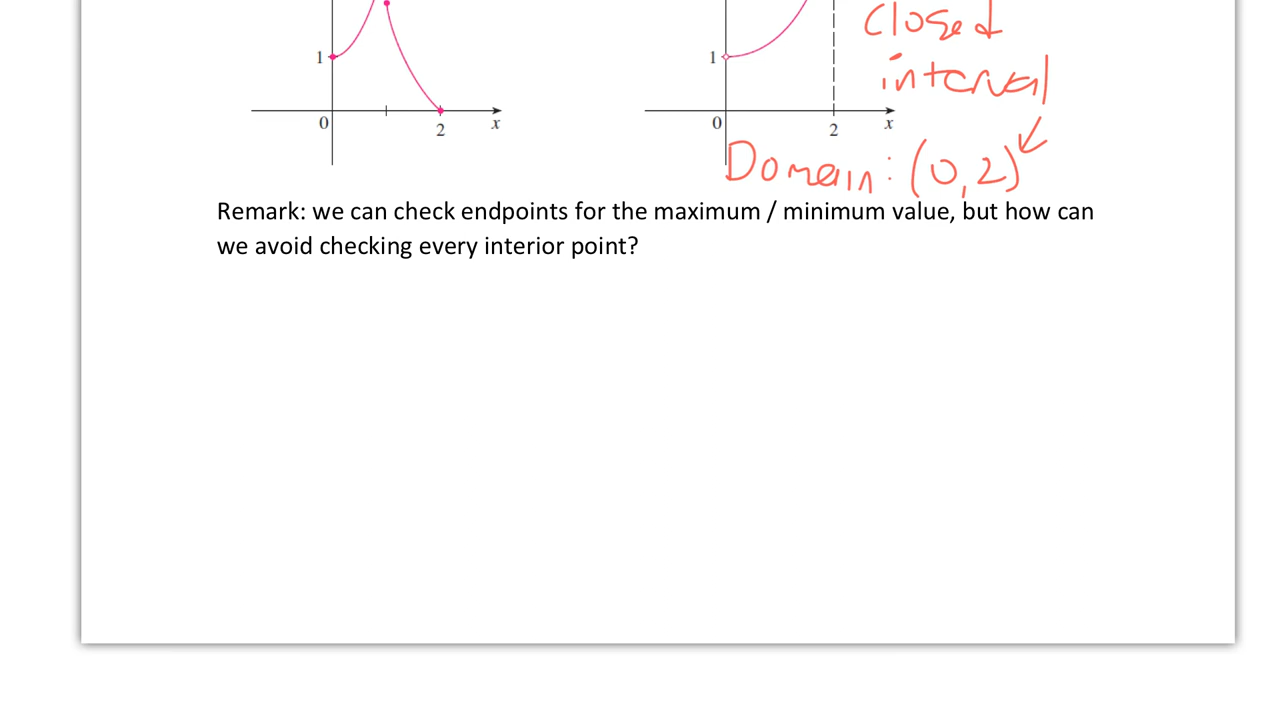 closed
interval
1
1
0
2
x
0
2
x
Domain: (0,2)
Remark: we can check endpoints for the maximum / minimum value, but how can
we avoid checking every interior point?